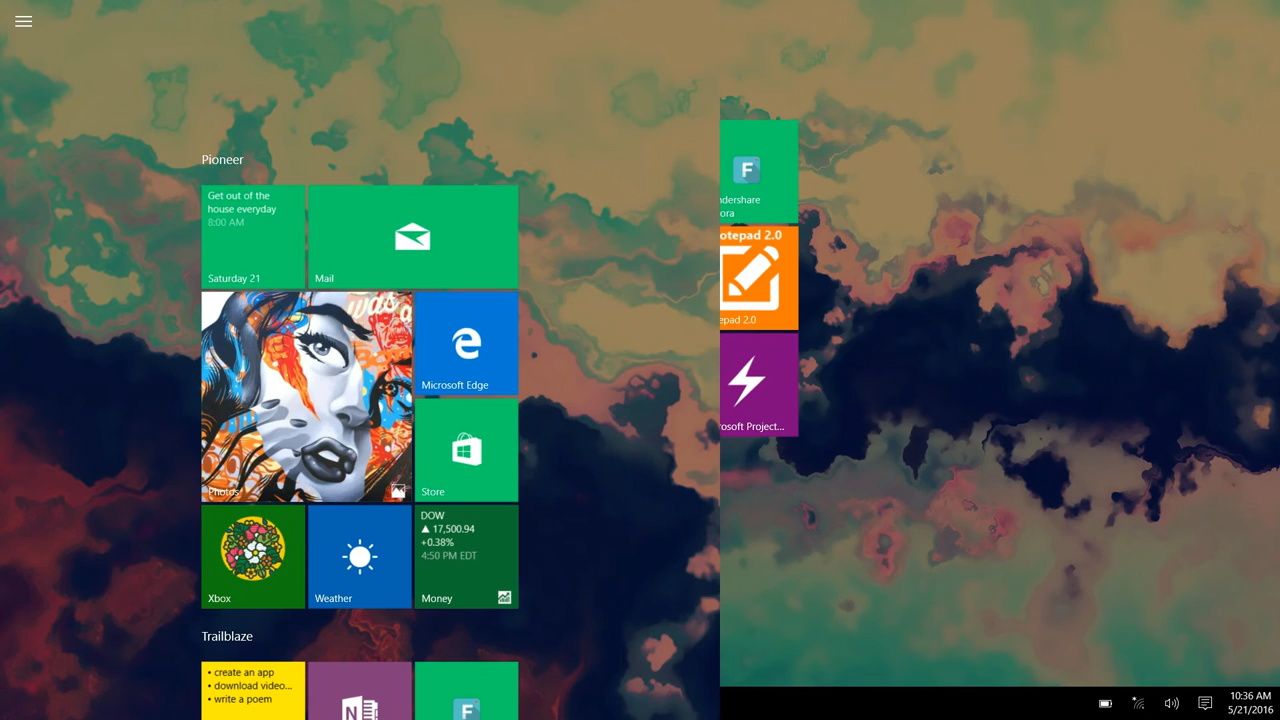 Pioneer
Get out of the
house everyday
8:00 AM
Saturday 21
Mail
was a
Photos
Microsoft Edge
Store
Xbox
Weather
DOW
▲ 17,500.94
+0.38%
4:50 PM EDT
Money
Trailblaze
• create an app
• download video...
• write a poem
N
F
F
ndershare
ora
otepad 2.0
epad 2.0
rosoft Project...
10:36 AM
5/21/2016